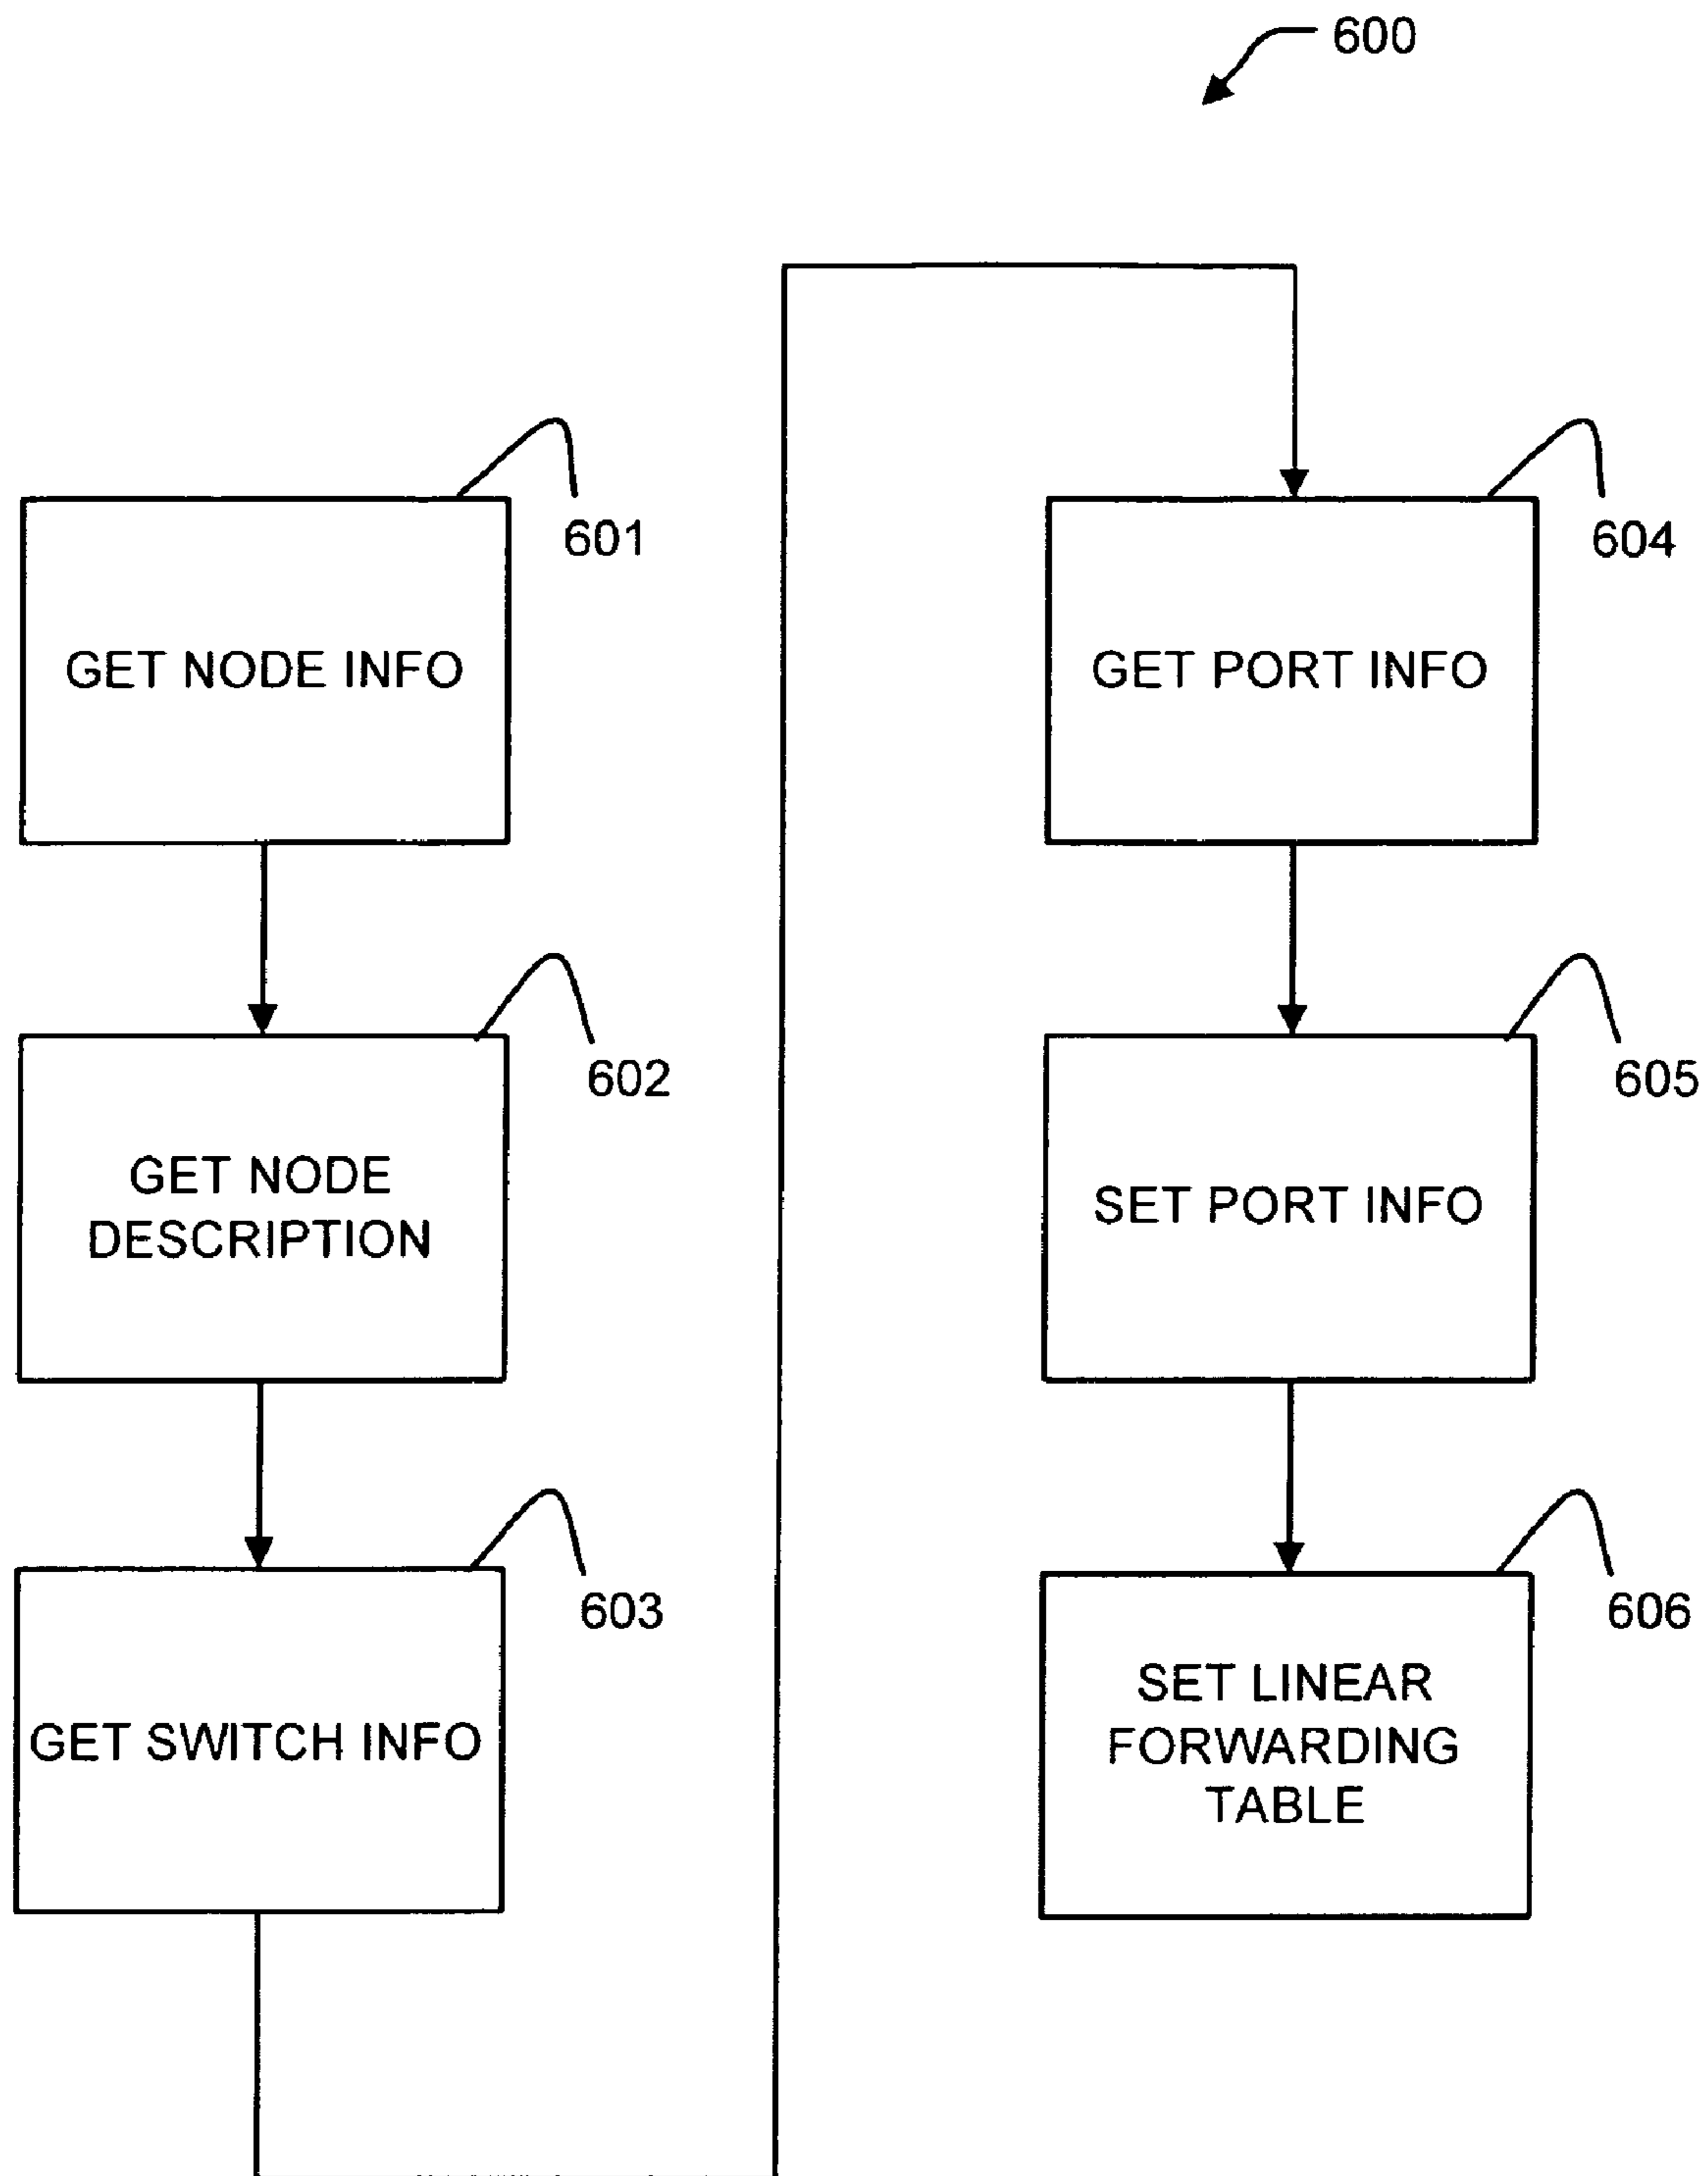 600
601
GET NODE INFO
602
GET NODE
DESCRIPTION
603
GET SWITCH INFO
604
GET PORT INFO
605
SET PORT INFO
606
SET LINEAR
FORWARDING
TABLE